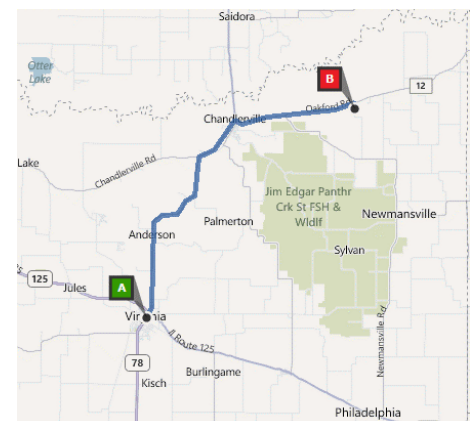 Saidora
Otter
Lake
B
12
Oakford
Chandlerville
Chandlerville Rd
Lake
Jim Edgar Panthr
Crk St FSH &
Wldlf
Palmerton
Newmansville
Anderson
Sylvan
125
Jules
A
Virginia
Il Route 125
Newmansville Rd
78
Kisch
Burlingame
Philadelphia